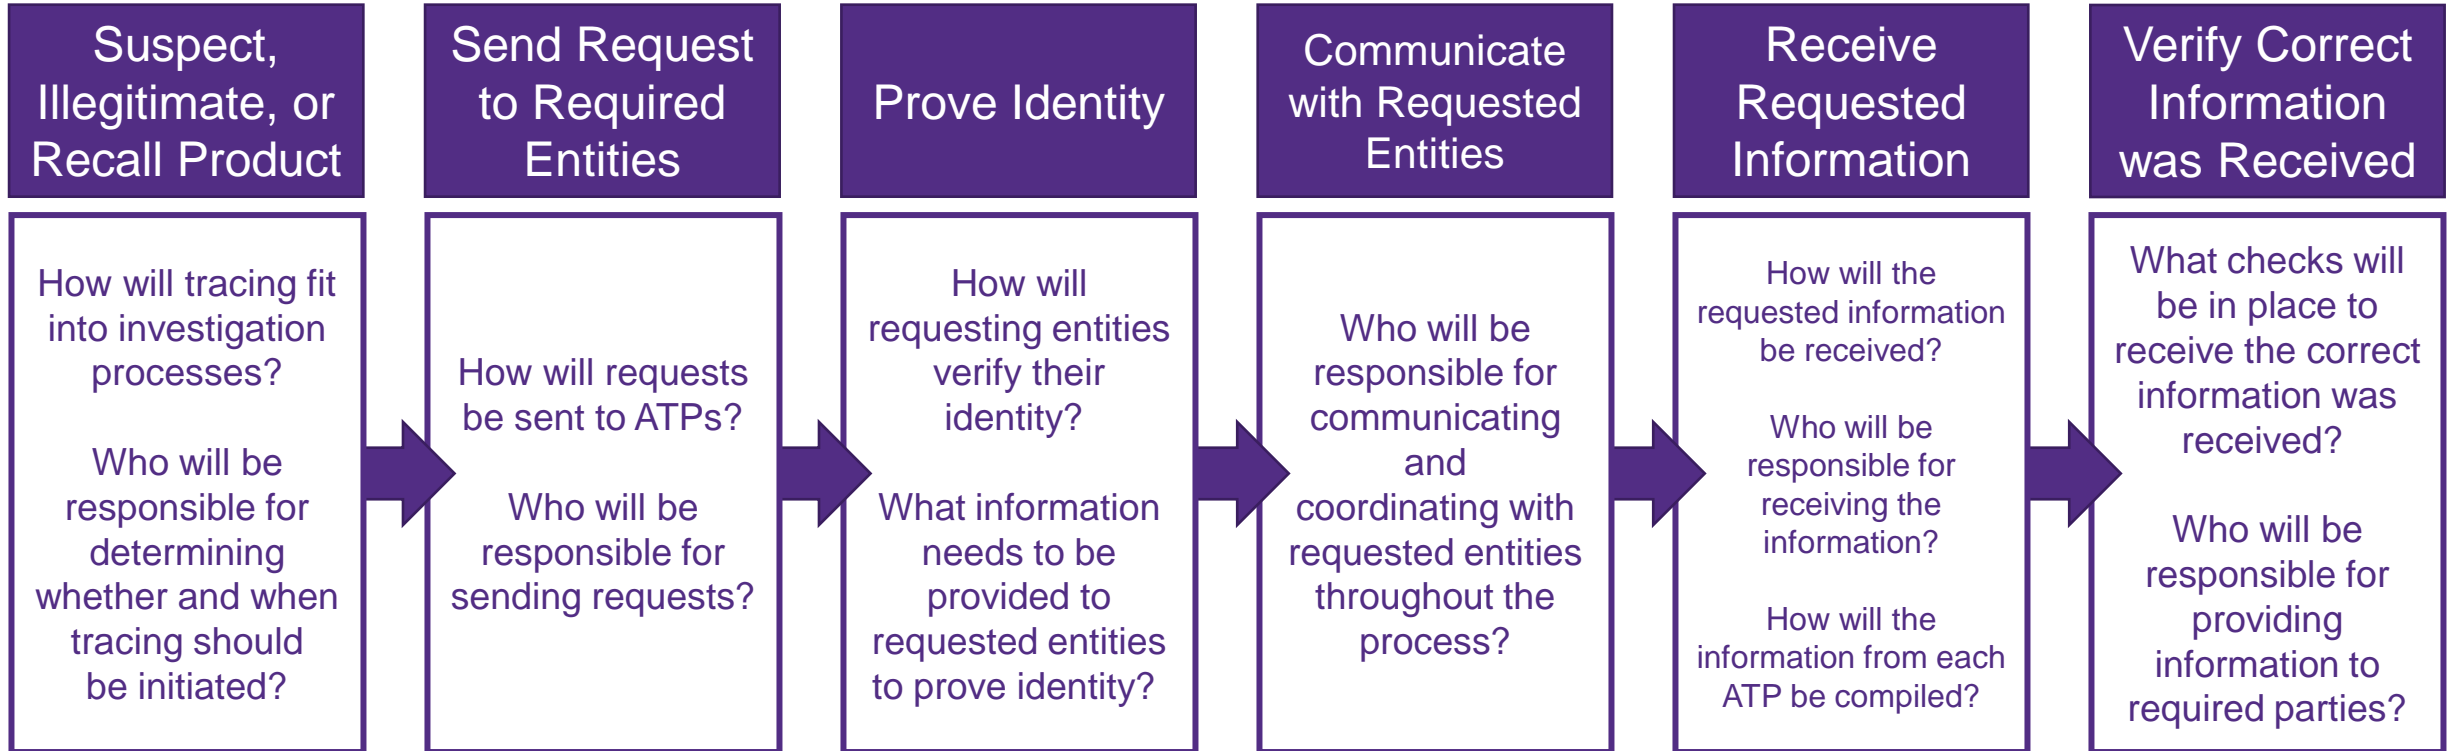 Suspect,
Illegitimate, or
Recall Product
How will tracing fit
into investigation
processes?
Who will be
responsible for
determining
whether and when
tracing should
be initiated?
Send Request
to Required
Entities
How will requests
be sent to ATPs?
Who will be
responsible for
sending requests?
Prove Identity
How will
requesting entities
verify their
identity?
What information
needs to be
provided to
requested entities
to prove identity?
Communicate
with Requested
Entities
Who will be
responsible for
communicating
and
coordinating with
requested entities
throughout the
process?
Receive
Requested
Information
How will the
requested information
be received?
Who will be
responsible for
receiving the
information?
How will the
information from each
ATP be compiled?
Verify Correct
Information
was Received
What checks will
be in place to
receive the correct
information was
received?
Who will be
responsible for
providing
information to
required parties?